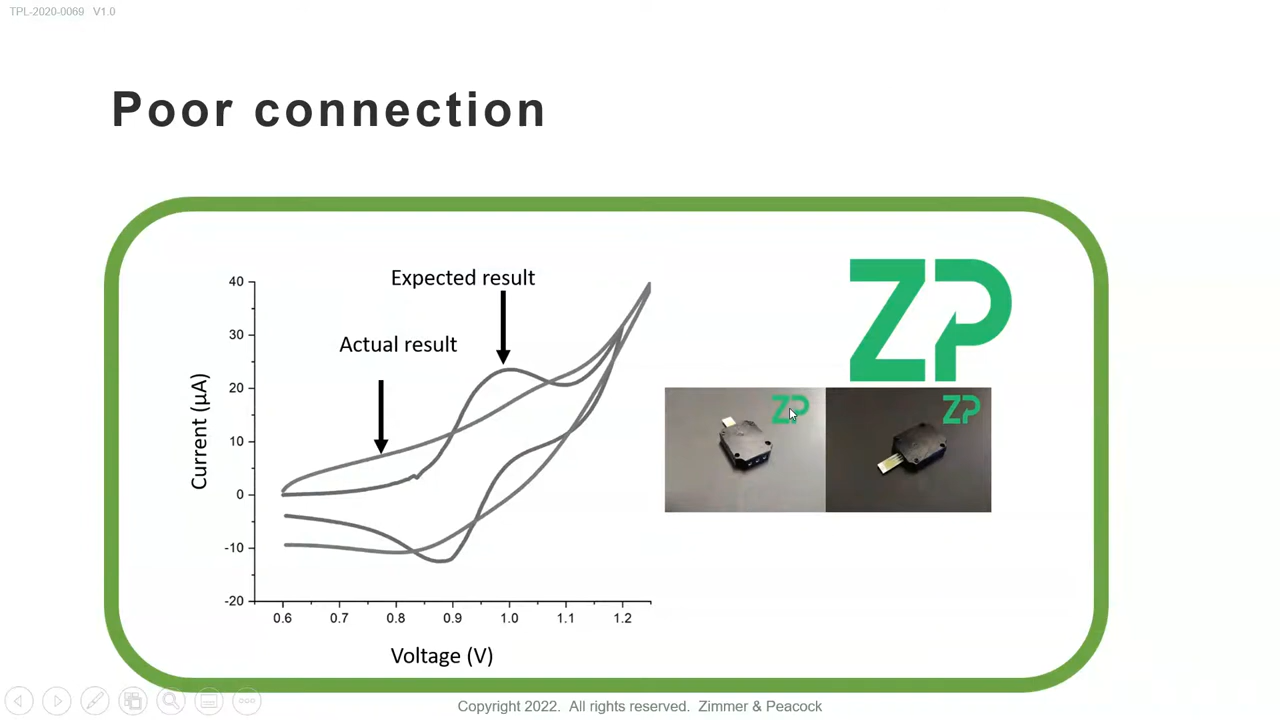 TPL-2020-0069 V1.0
Poor connection
Expected result
Actual result
40
30
20
10
0
-10
-20
Current (µA)
0.6 0.7 0.8 0.9 1.0 1.1 1.2
Voltage (V)
ZP
ZP
ZP
Copyright 2022. All rights reserved. Zimmer & Peacock